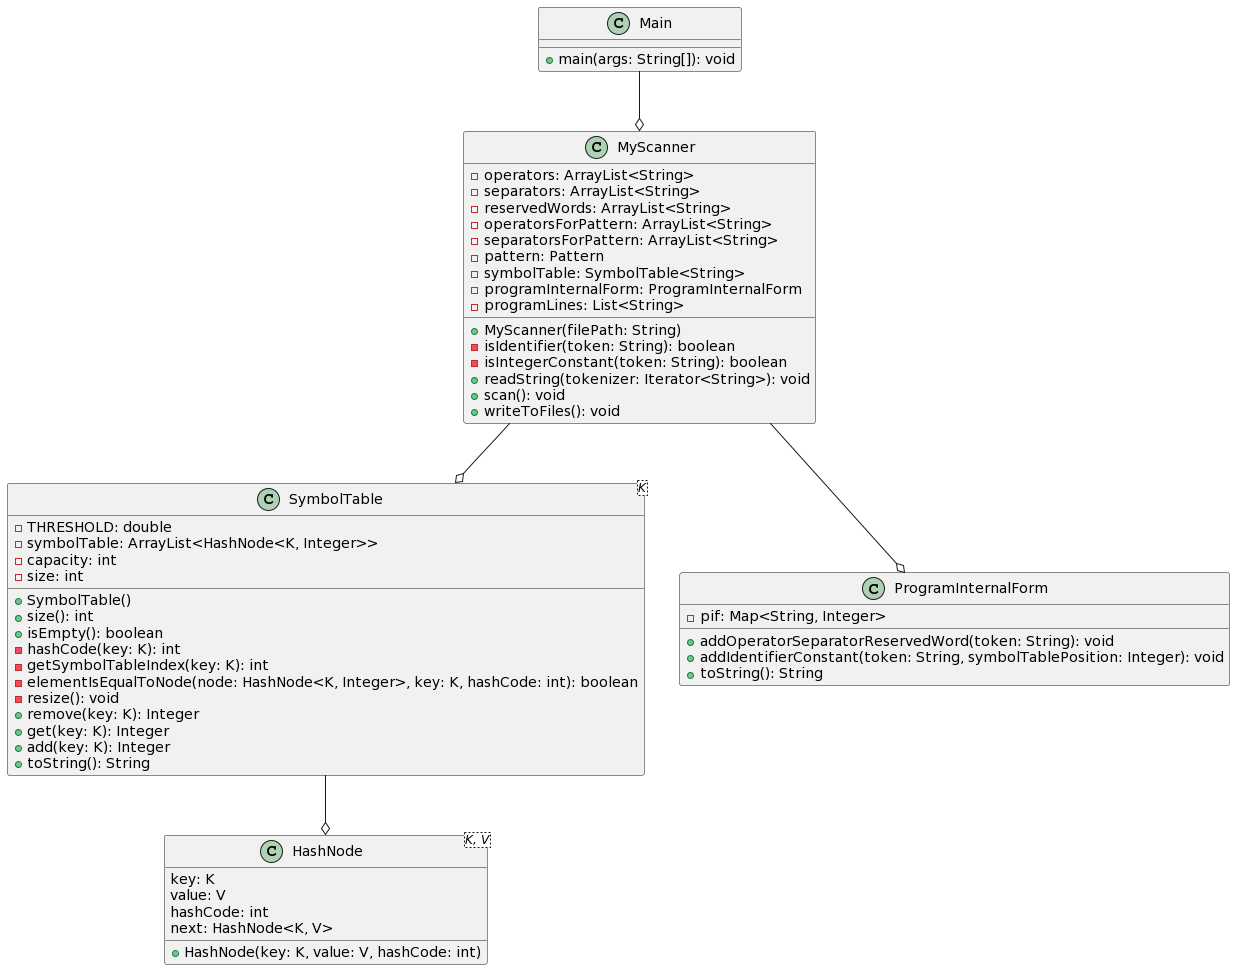 C Main
main(args: String[]): void
C MyScanner
operators: ArrayList<String>
separators: ArrayList<String>
reservedWords: ArrayList<String>
operatorsForPattern: ArrayList<String>
separatorsForPattern: ArrayList<String>
pattern: Pattern
symbolTable: SymbolTable<String>
programInternalForm: ProgramInternalForm
programLines: List<String>
MyScanner(filePath: String)
isIdentifier(token: String): boolean
isIntegerConstant(token: String): boolean
readString(tokenizer: Iterator<String>): void
scan(): void
writeToFiles(): void
C SymbolTable K
THRESHOLD: double
symbolTable: ArrayList<HashNode<K, Integer>>
capacity: int
size: int
SymbolTable()
size(): int
isEmpty(): boolean
hashCode(key: K): int
getSymbolTableIndex(key: K): int
elementIsEqualToNode(node: HashNode<K, Integer>, key: K, hashCode: int): boolean
resize(): void
remove(key: K): Integer
get(key: K): Integer
add(key: K): Integer
toString(): String
C ProgramInternalForm
pif: Map<String, Integer>
addOperatorSeparatorReservedWord(token: String): void
addIdentifierConstant(token: String, symbolTablePosition: Integer): void
toString(): String
C HashNode K, V
key: K
value: V
hashCode: int
next: HashNode<K, V>
HashNode(key: K, value: V, hashCode: int)